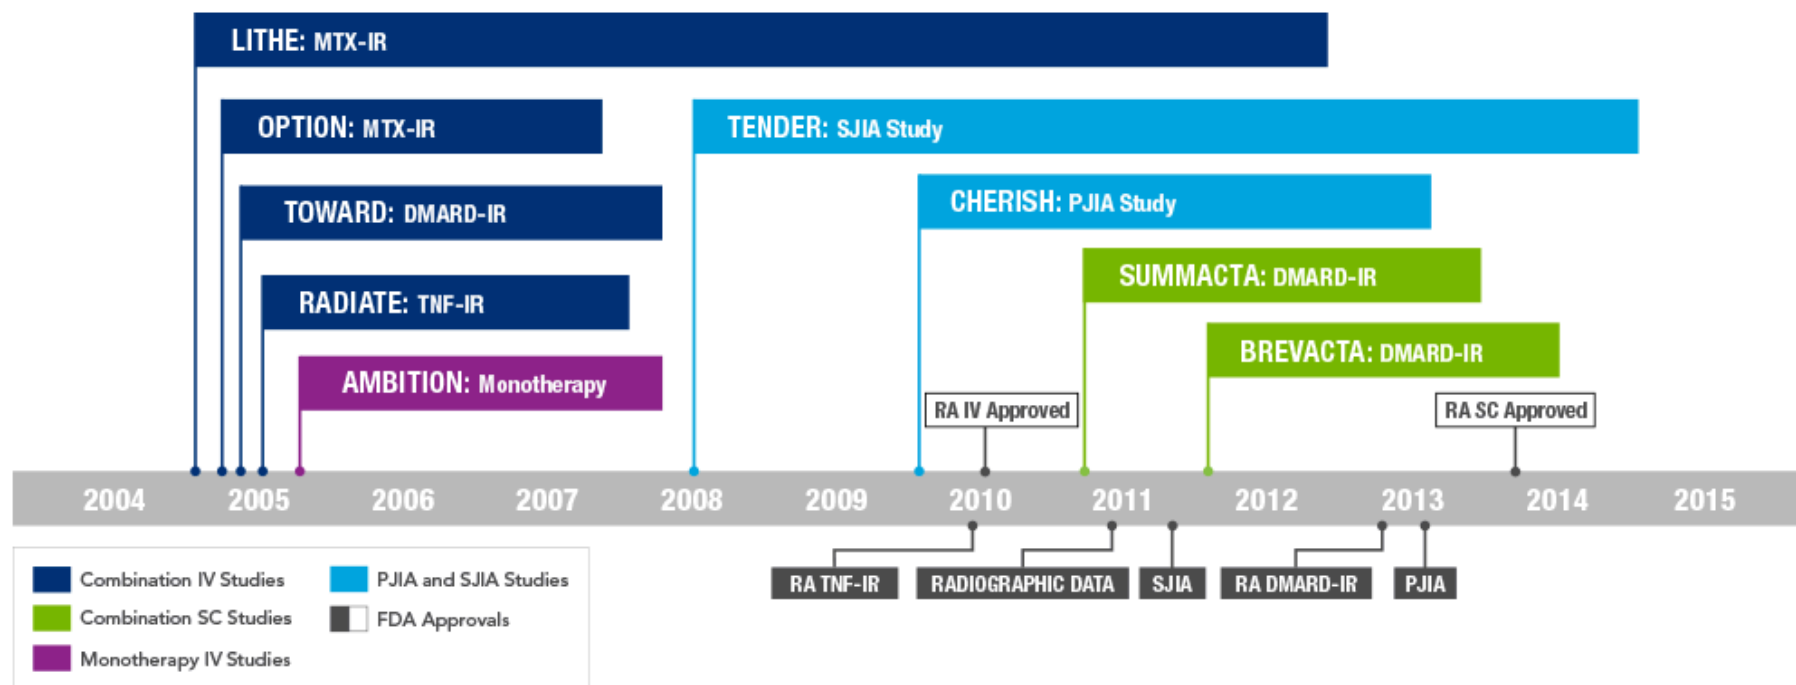 LITHE: MTX-IR
OPTION: MTX-IR
TENDER: SJIA Study
TOWARD: DMARD-IR
CHERISH: PJIA Study
RADIATE: TNF-IR
SUMMACTA: DMARD-IR
AMBITION: Monotherapy
BREVACTA: DMARD-IR
RA IV Approved
RA SC Approved
2004 2005 2006 2007 2008 2009 2010 2011 2012 2013 2014 2015
RA TNF-IR
RADIOGRAPHIC DATA
SJIA
RA DMARD-IR
PJIA
Combination IV Studies
Combination SC Studies
Monotherapy IV Studies
PJIA and SJIA Studies
FDA Approvals